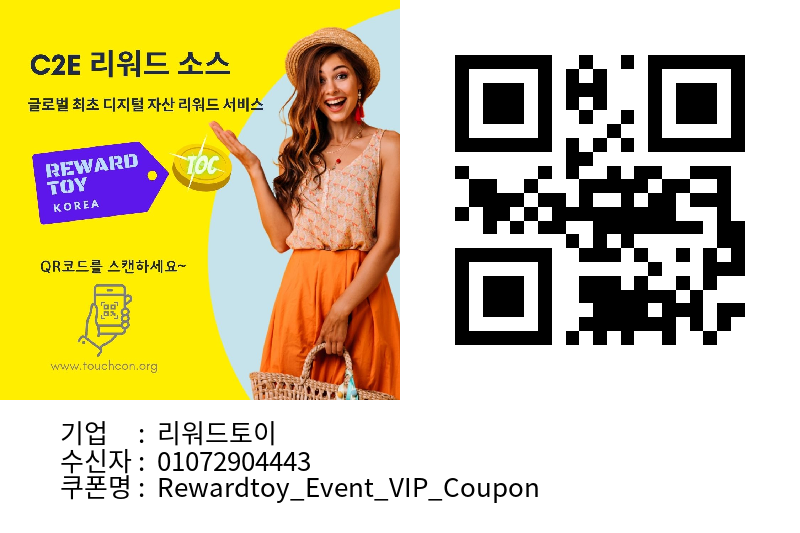 C2E 리워드 소스
글로벌 최초 디지털 자산 리워드 서비스
REWARD
TOY
KOREA
TOC
QR코드를 스캔하세요~
www.touchcon.org
기업 : 리워드토이
수신자 : 01072904443
쿠폰명 : Rewardtoy_Event_VIP_Coupon